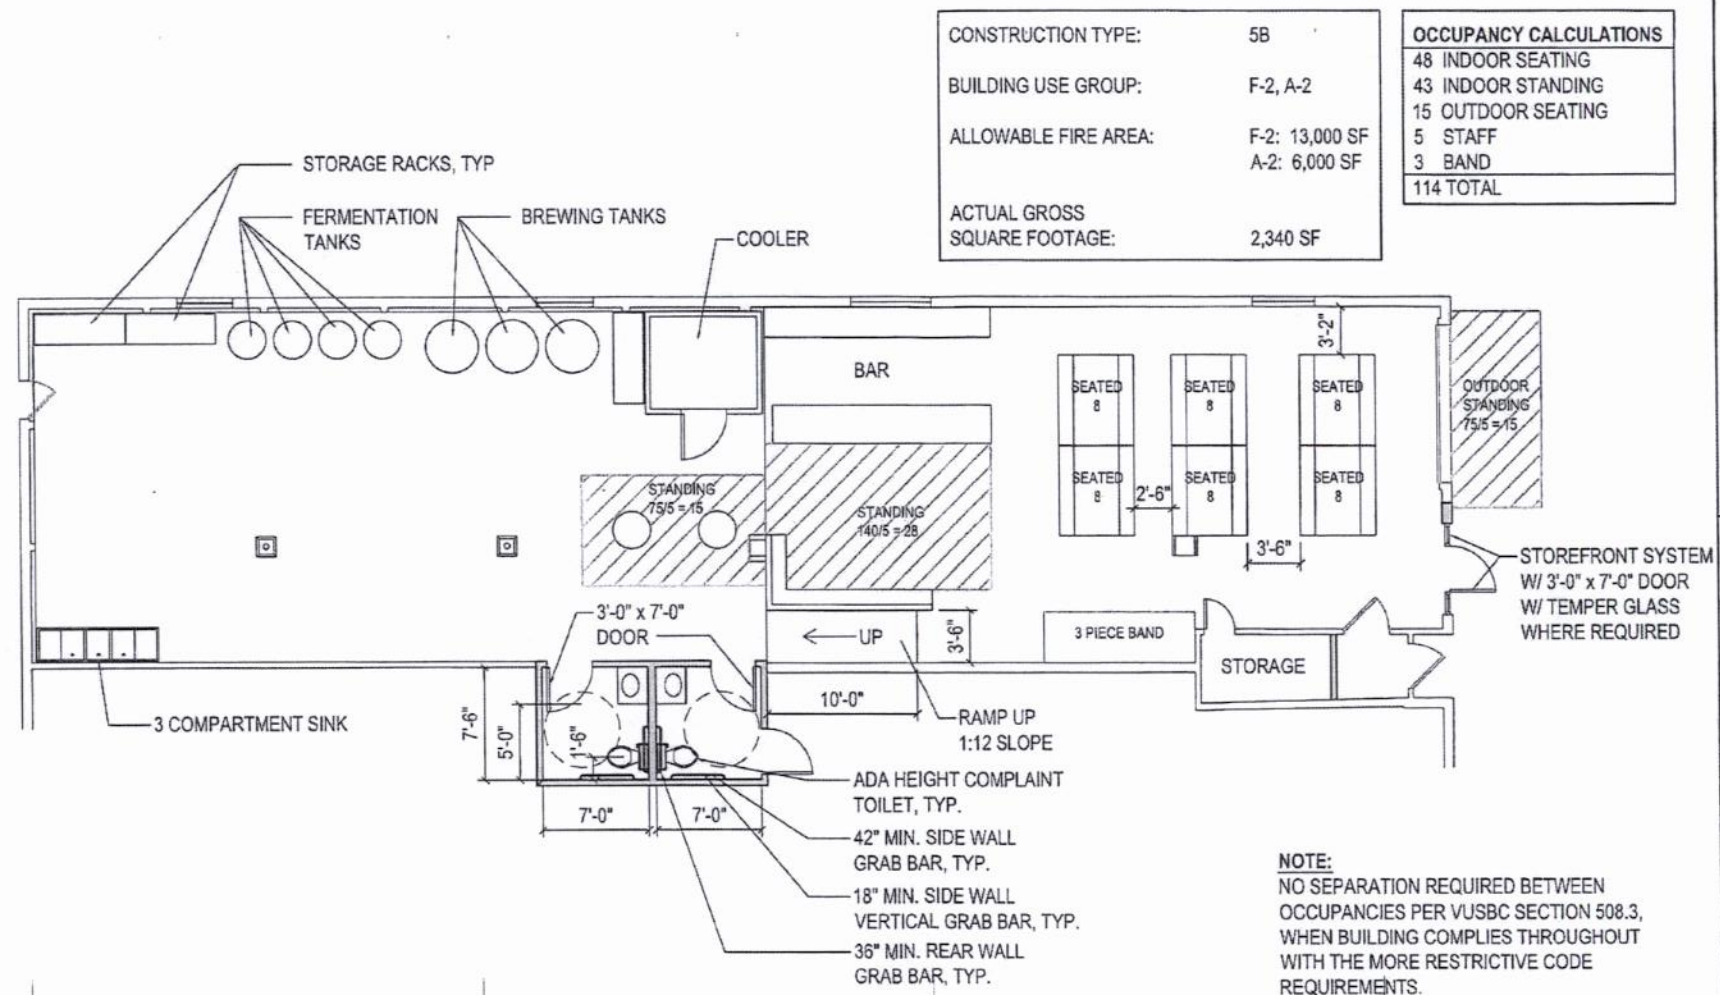 CONSTRUCTION TYPE: 5B
BUILDING USE GROUP: F-2, A-2
ALLOWABLE FIRE AREA: F-2: 13,000 SF
A-2: 6,000 SF
ACTUAL GROSS
SQUARE FOOTAGE: 2,340 SF
OCCUPANCY CALCULATIONS
48 INDOOR SEATING
43 INDOOR STANDING
15 OUTDOOR SEATING
5 STAFF
3 BAND
114 TOTAL
STORAGE RACKS, TYP
FERMENTATION
TANKS
BREWING TANKS
COOLER
BAR
3'-2"
SEATED
8
SEATED
8
SEATED
8
SEATED
8
SEATED
8
SEATED
8
2'-6"
3'-6"
OUTDOOR
STANDING
75/5 = 15
STANDING
75/5 = 15
STANDING
140/5 = 28
STOREFRONT SYSTEM
W/ 3'-0" x 7'-0" DOOR
W/ TEMPER GLASS
WHERE REQUIRED
3'-0" x 7'-0"
DOOR
UP
3'-6"
3 PIECE BAND
STORAGE
10'-0"
RAMP UP
1:12 SLOPE
3 COMPARTMENT SINK
7'-6"
5'-0"
1'-6"
7'-0"
7'-0"
ADA HEIGHT COMPLAINT
TOILET, TYP.
42" MIN. SIDE WALL
GRAB BAR, TYP.
18" MIN. SIDE WALL
VERTICAL GRAB BAR, TYP.
36" MIN. REAR WALL
GRAB BAR, TYP.
NOTE:
NO SEPARATION REQUIRED BETWEEN
OCCUPANCIES PER VUSBC SECTION 508.3,
WHEN BUILDING COMPLIES THROUGHOUT
WITH THE MORE RESTRICTIVE CODE
REQUIREMENTS.